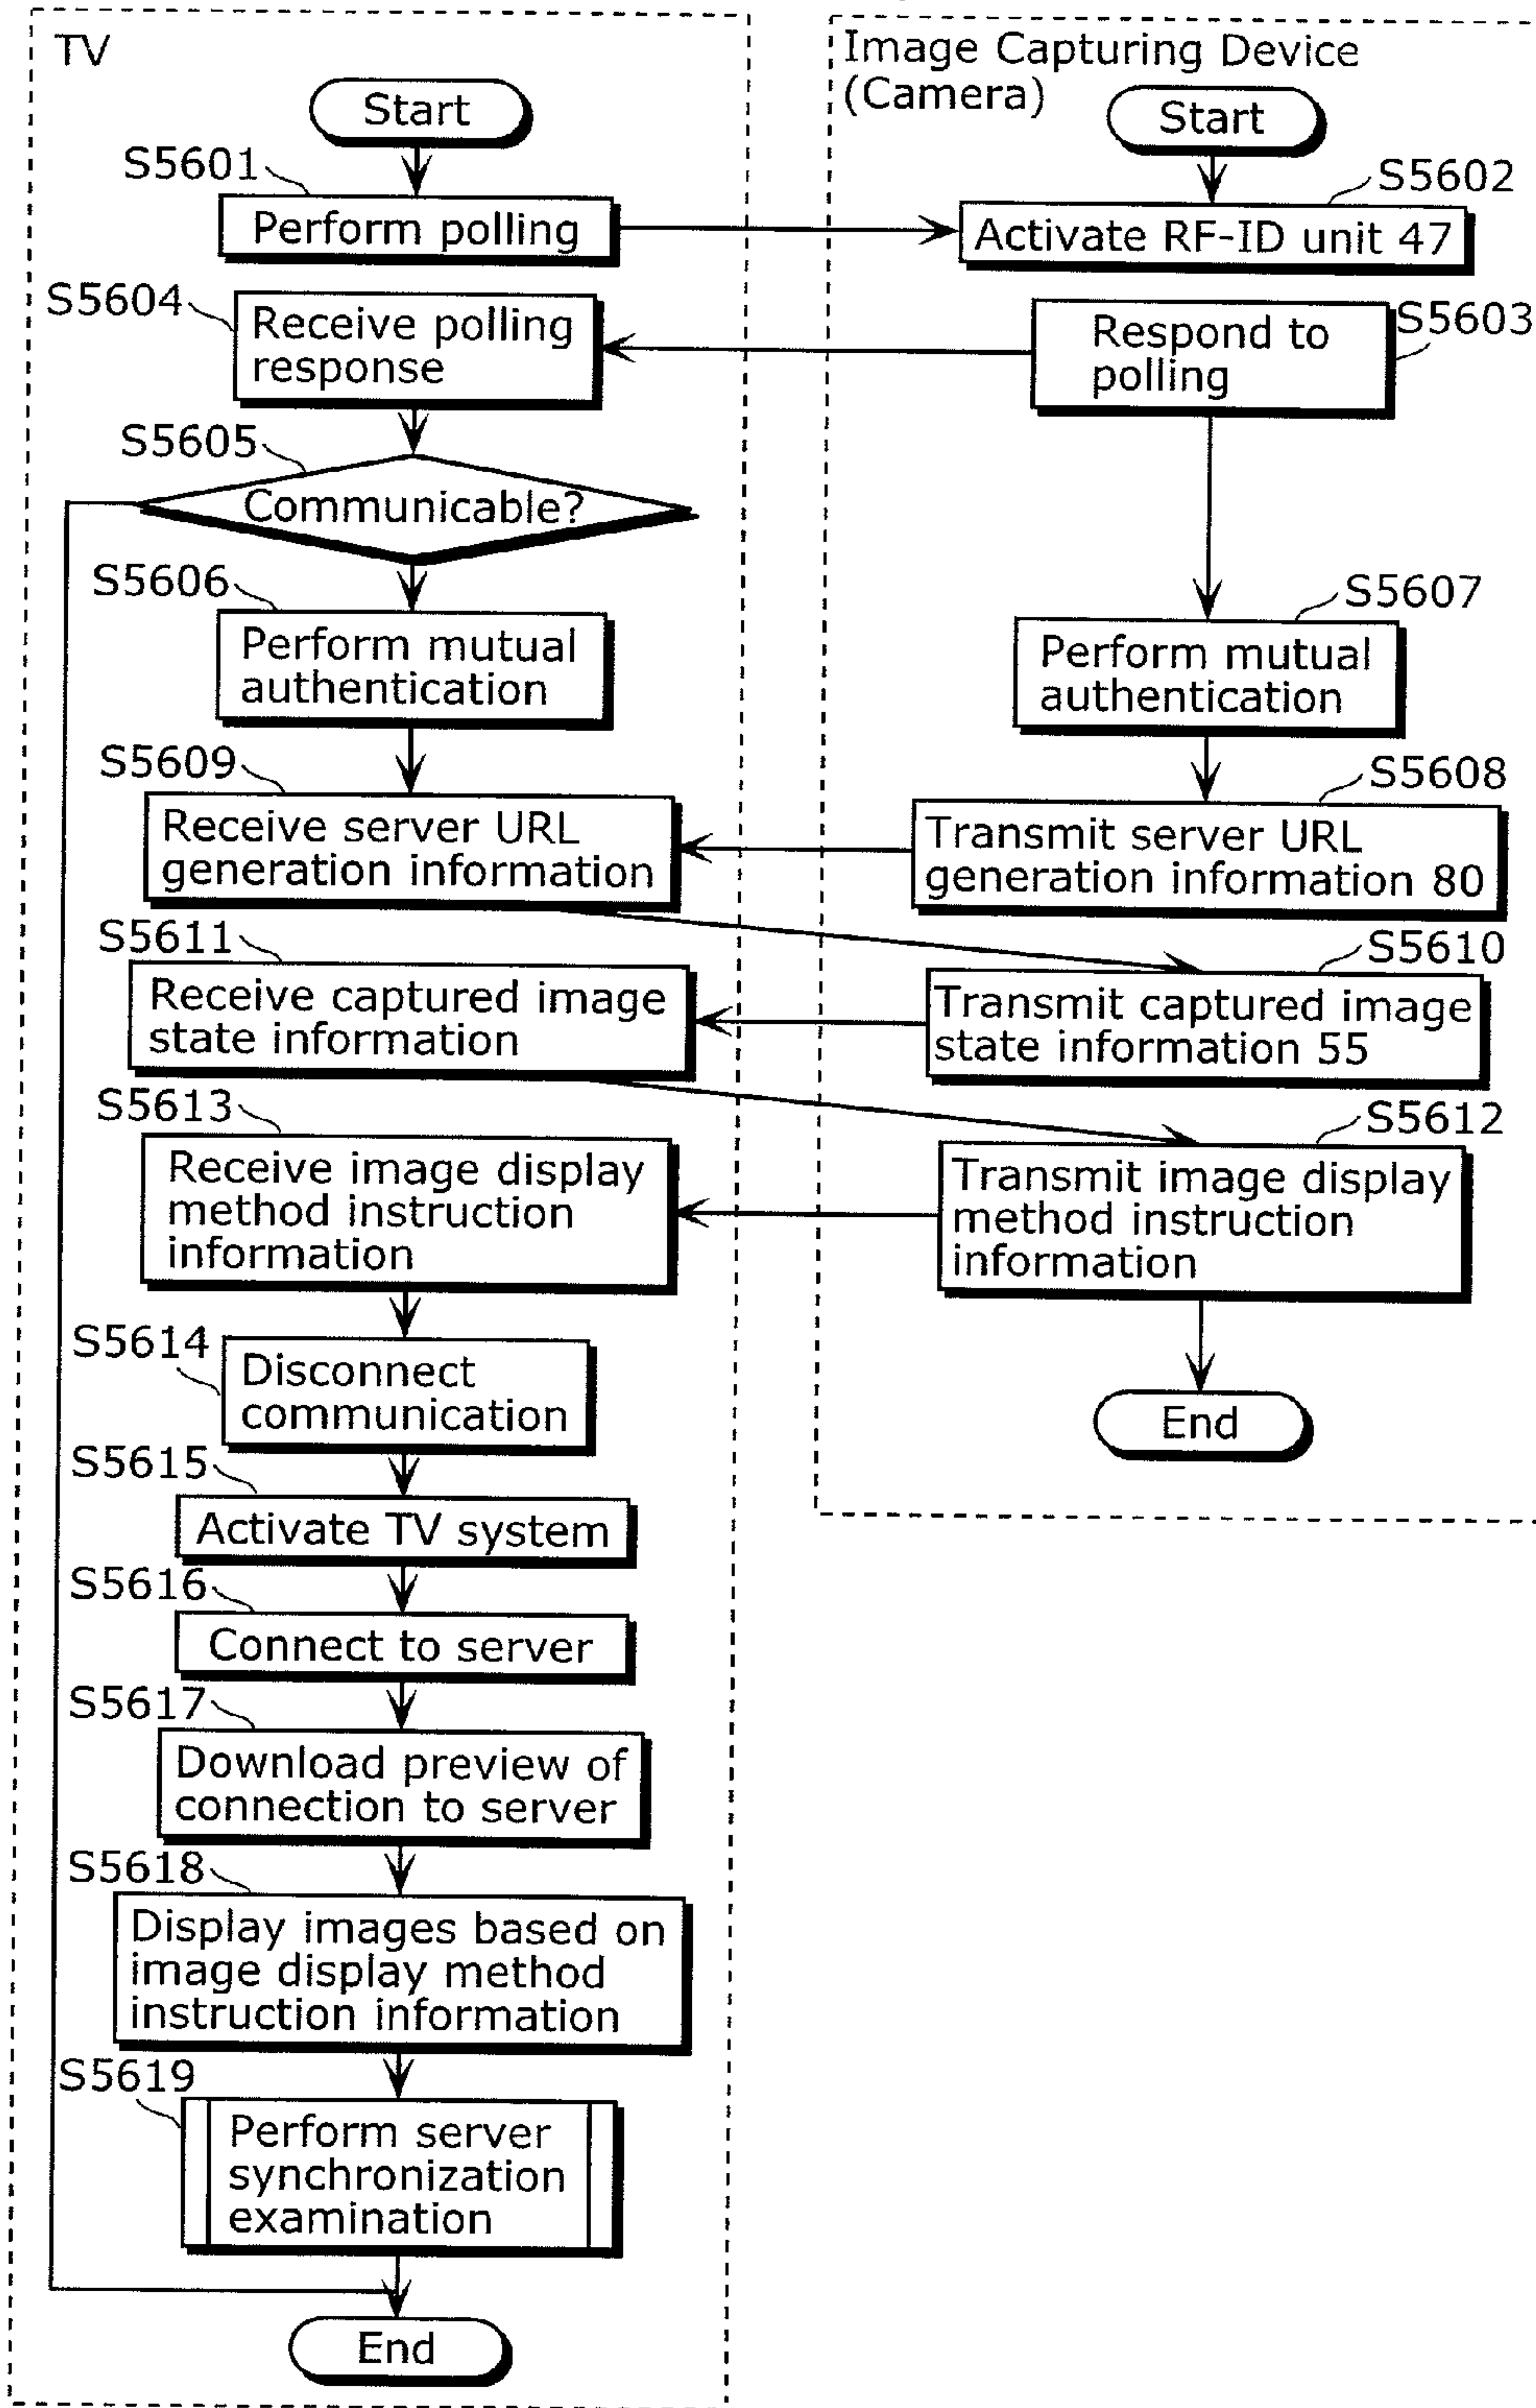 TV
Start
S5601
Perform polling
S5604
Receive polling
response
S5605
Communicable?
S5606
Perform mutual
authentication
S5609
Receive server URL
generation information
S5611
Receive captured image
state information
S5613
Receive image display
method instruction
information
S5614
Disconnect
communication
S5615
Activate TV system
S5616
Connect to server
S5617
Download preview of
connection to server
S5618
Display images based on
image display method
instruction information
S5619
Perform server
synchronization
examination
End
Image Capturing Device
(Camera)
Start
S5602
Activate RF-ID unit 47
S5603
Respond to
polling
S5607
Perform mutual
authentication
S5608
Transmit server URL
generation information 80
S5610
Transmit captured image
state information 55
S5612
Transmit image display
method instruction
information
End